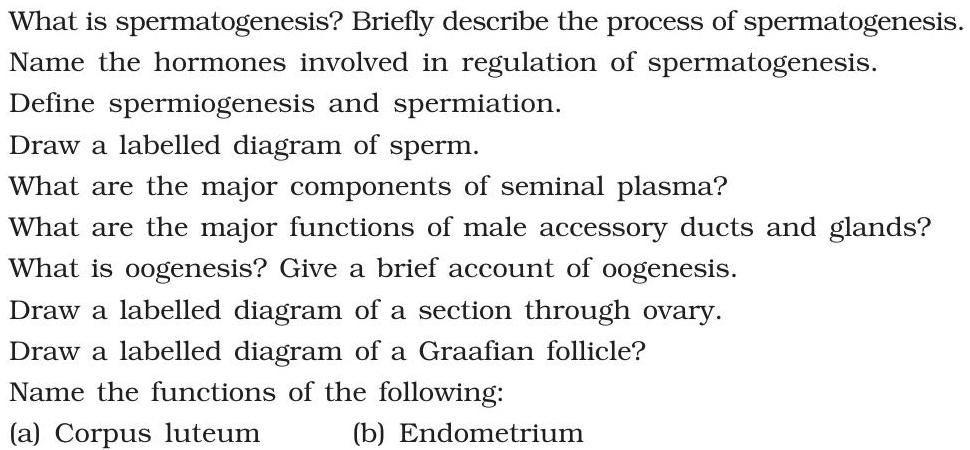 What is spermatogenesis? Briefly describe the process of spermatogenesis.
Name the hormones involved in regulation of spermatogenesis.
Define spermiogenesis and spermiation.
Draw a labelled diagram of sperm.
What are the major components of seminal plasma?
What are the major functions of male accessory ducts and glands?
What is oogenesis? Give a brief account of oogenesis.
Draw a labelled diagram of a section through ovary.
Draw a labelled diagram of a Graafian follicle?
Name the functions of the following:
(a) Corpus luteum (b) Endometrium